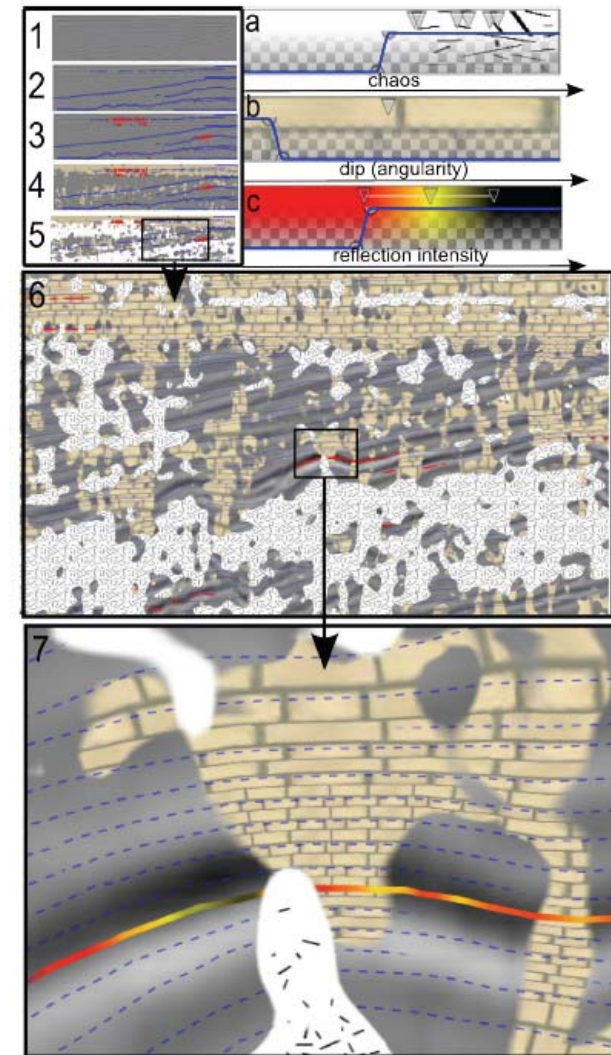 1
2
3
4
5
a
chaos
b
dip (angularity)
c
reflection intensity
6
7